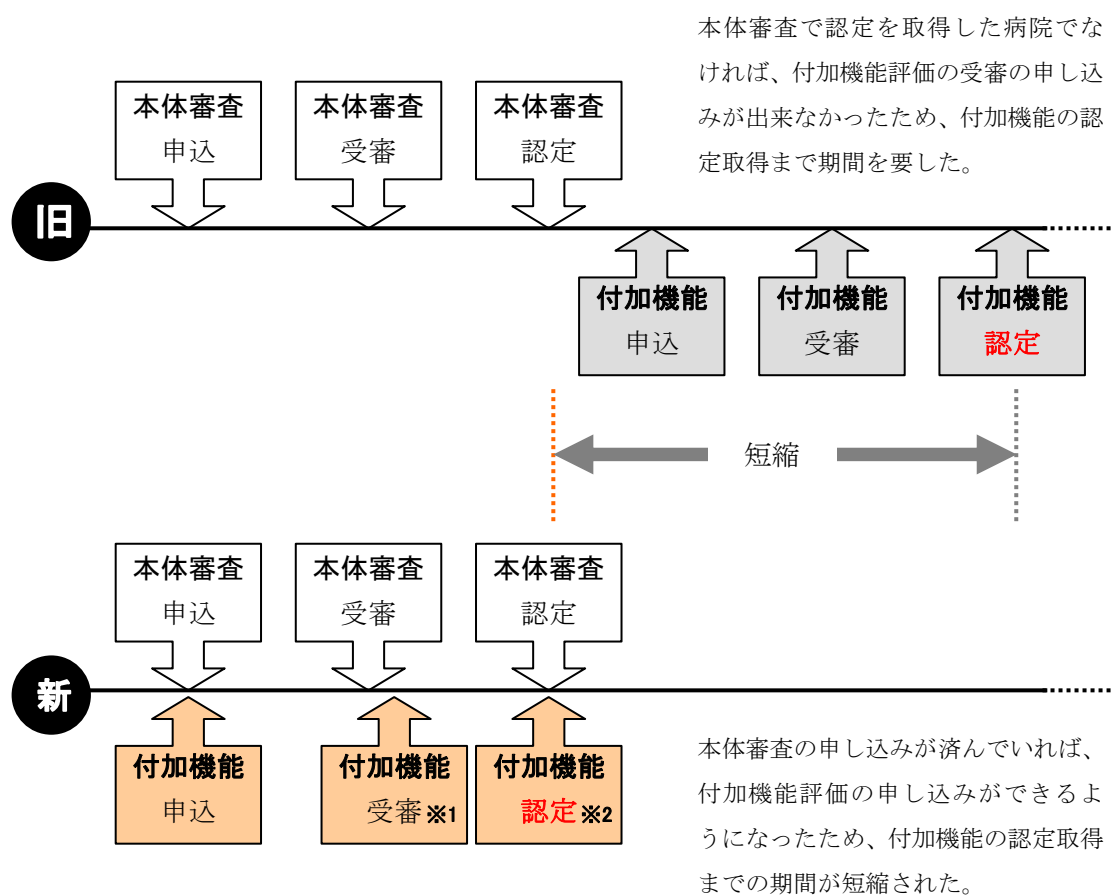 本体審査で認定を取得した病院でな
ければ、付加機能評価の受審の申し込
みが出来なかったため、付加機能の認
定取得まで期間を要した。
本体審査
申込
本体審査
受審
本体審査
認定
旧
付加機能
申込
付加機能
受審
付加機能
認定
短縮
本体審査
申込
本体審査
受審
本体審査
認定
新
付加機能
申込
付加機能
受審※1
付加機能
認定※2
本体審査の申し込みが済んでいれば、
付加機能評価の申し込みができるよ
うになったため、付加機能の認定取得
までの期間が短縮された。